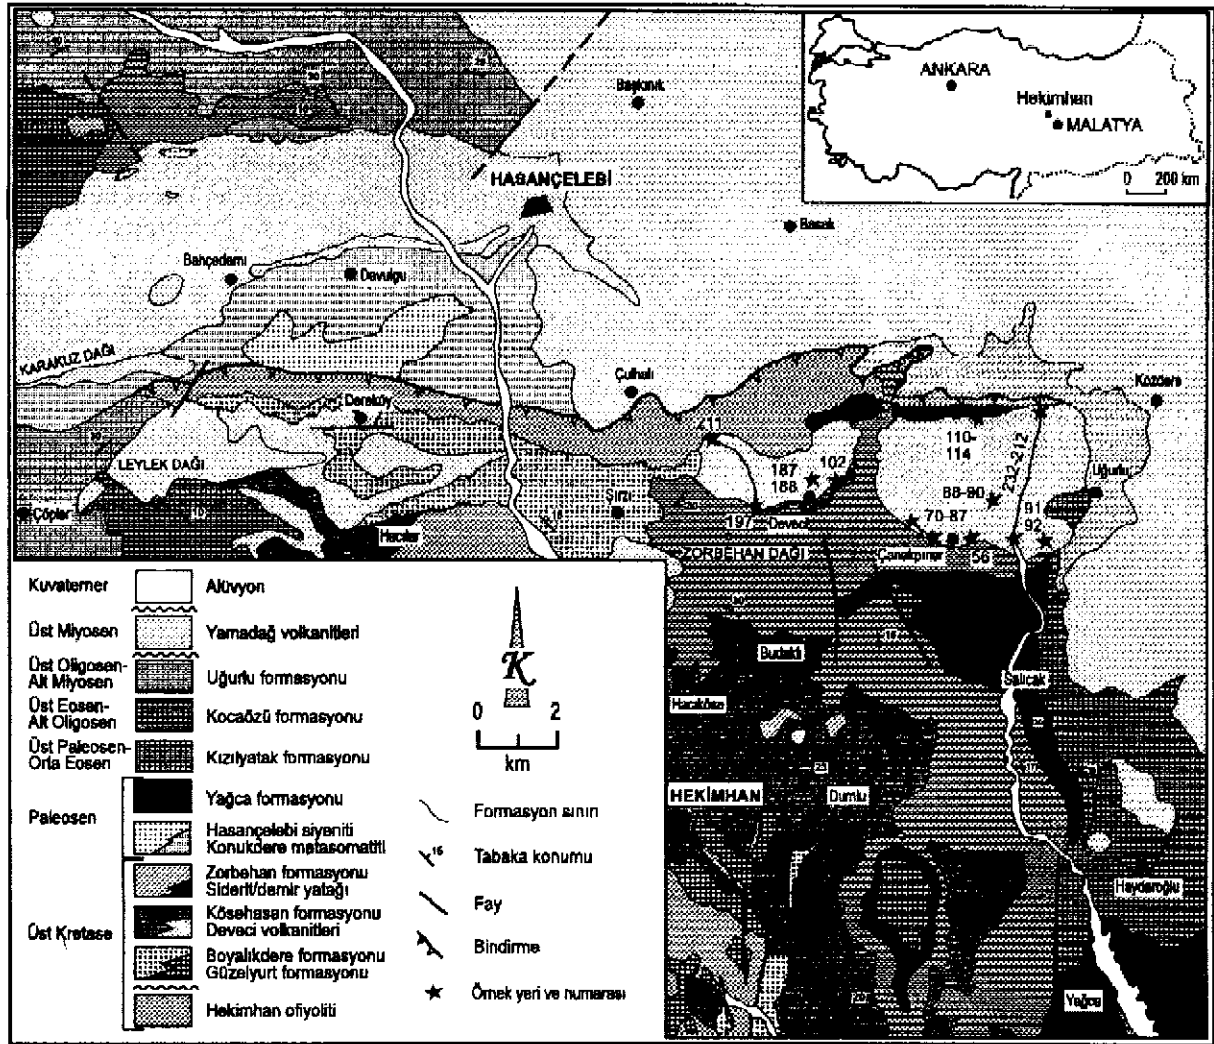 ANKARA
Hekimhan
MALATYA
0 200 km
Başkınık
HASANÇELEBİ
Basak
Bahçedamı
Davulgu
KARAKUZ DAĞI
Çulhalı
Kozdere
Dereköy
211
110-
114
LEYLEK DAĞI
187
188
102
232-212
Uğurlu
88-90
91
92
Çöpler
Şırzı
70-87
197
Deveci
Hacılar
ZORBEHAN DAĞI
Çanakpınar
56
Budaklı
Salıcak
Hacıköse
HEKİMHAN
Dumlu
Haydaroğlu
Yağca
Kuvaterner
Alüvyon
Üst Miyosen
Yamadağ volkanitleri
Üst Oligosen-
Alt Miyosen
Uğurlu formasyonu
Üst Eosen-
Alt Oligosen
Kocaözü formasyonu
Üst Paleosen-
Orta Eosen
Kızılyatak formasyonu
Paleosen
Yağca formasyonu
Hasançelebi siyeniti
Konukdere metasomatiti
Üst Kretase
Zorbehan formasyonu
Siderit/demir yatağı
Kösehasan formasyonu
Deveci volkanitleri
Boyalıkdere formasyonu
Güzelyurt formasyonu
Hekimhan ofiyoliti
K
0 2
km
Formasyon sınırı
15
Tabaka konumu
Fay
Bindirme
Örnek yeri ve numarası